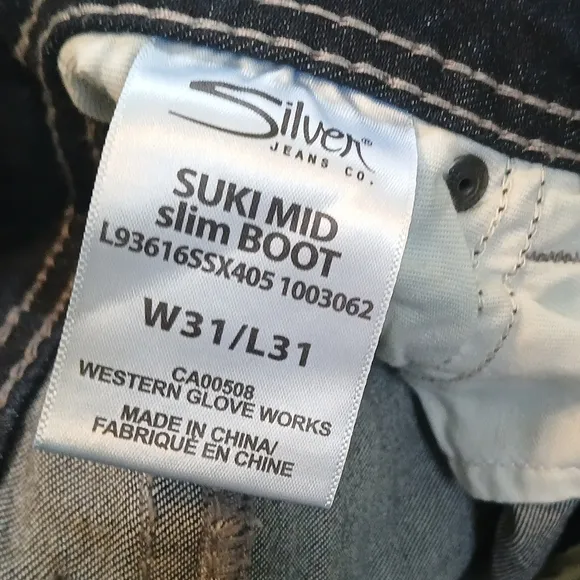 Silver™
JEANS CO.
SUKI MID
slim BOOT
L93616SSX405 1003062
W31/L31
CA00508
WESTERN GLOVE WORKS
MADE IN CHINA/
FABRIQUÉ EN CHINE